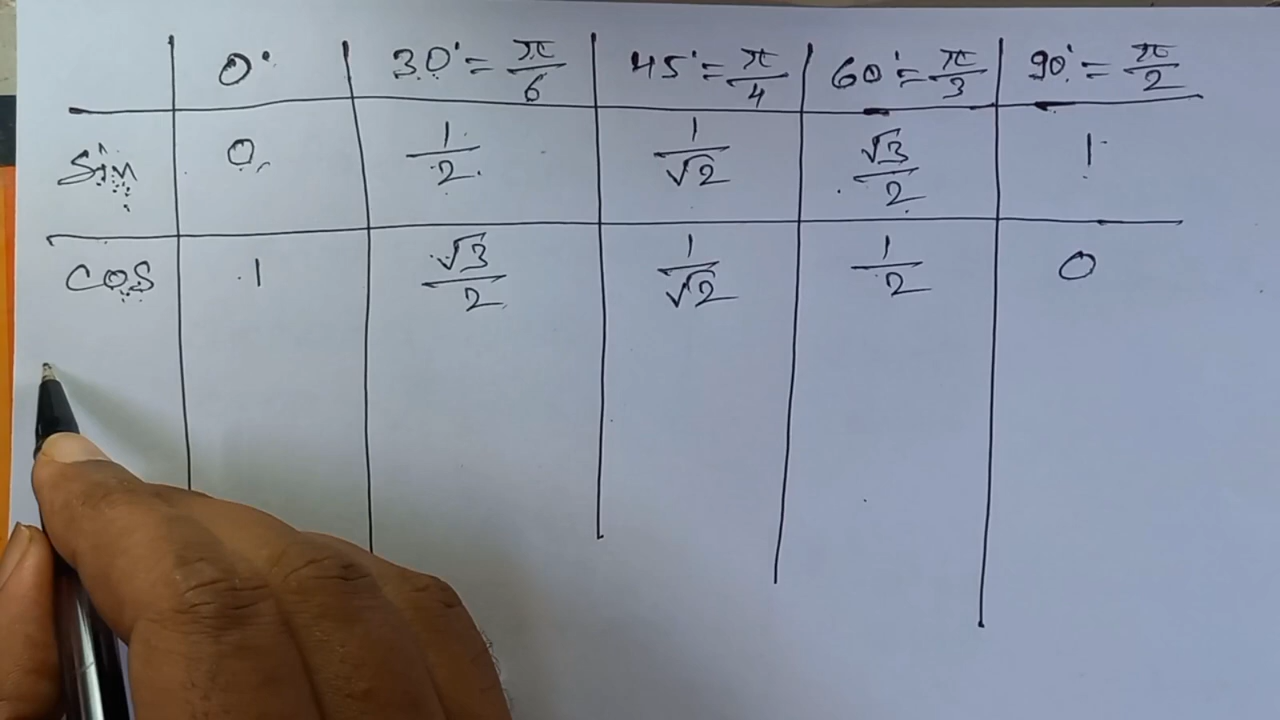 0° 30° = π/6 45° = π/4 60° = π/3 90° = π/2
Sin 0 1/2 1/√2 √3/2 1
COS 1 √3/2 1/√2 1/2 0